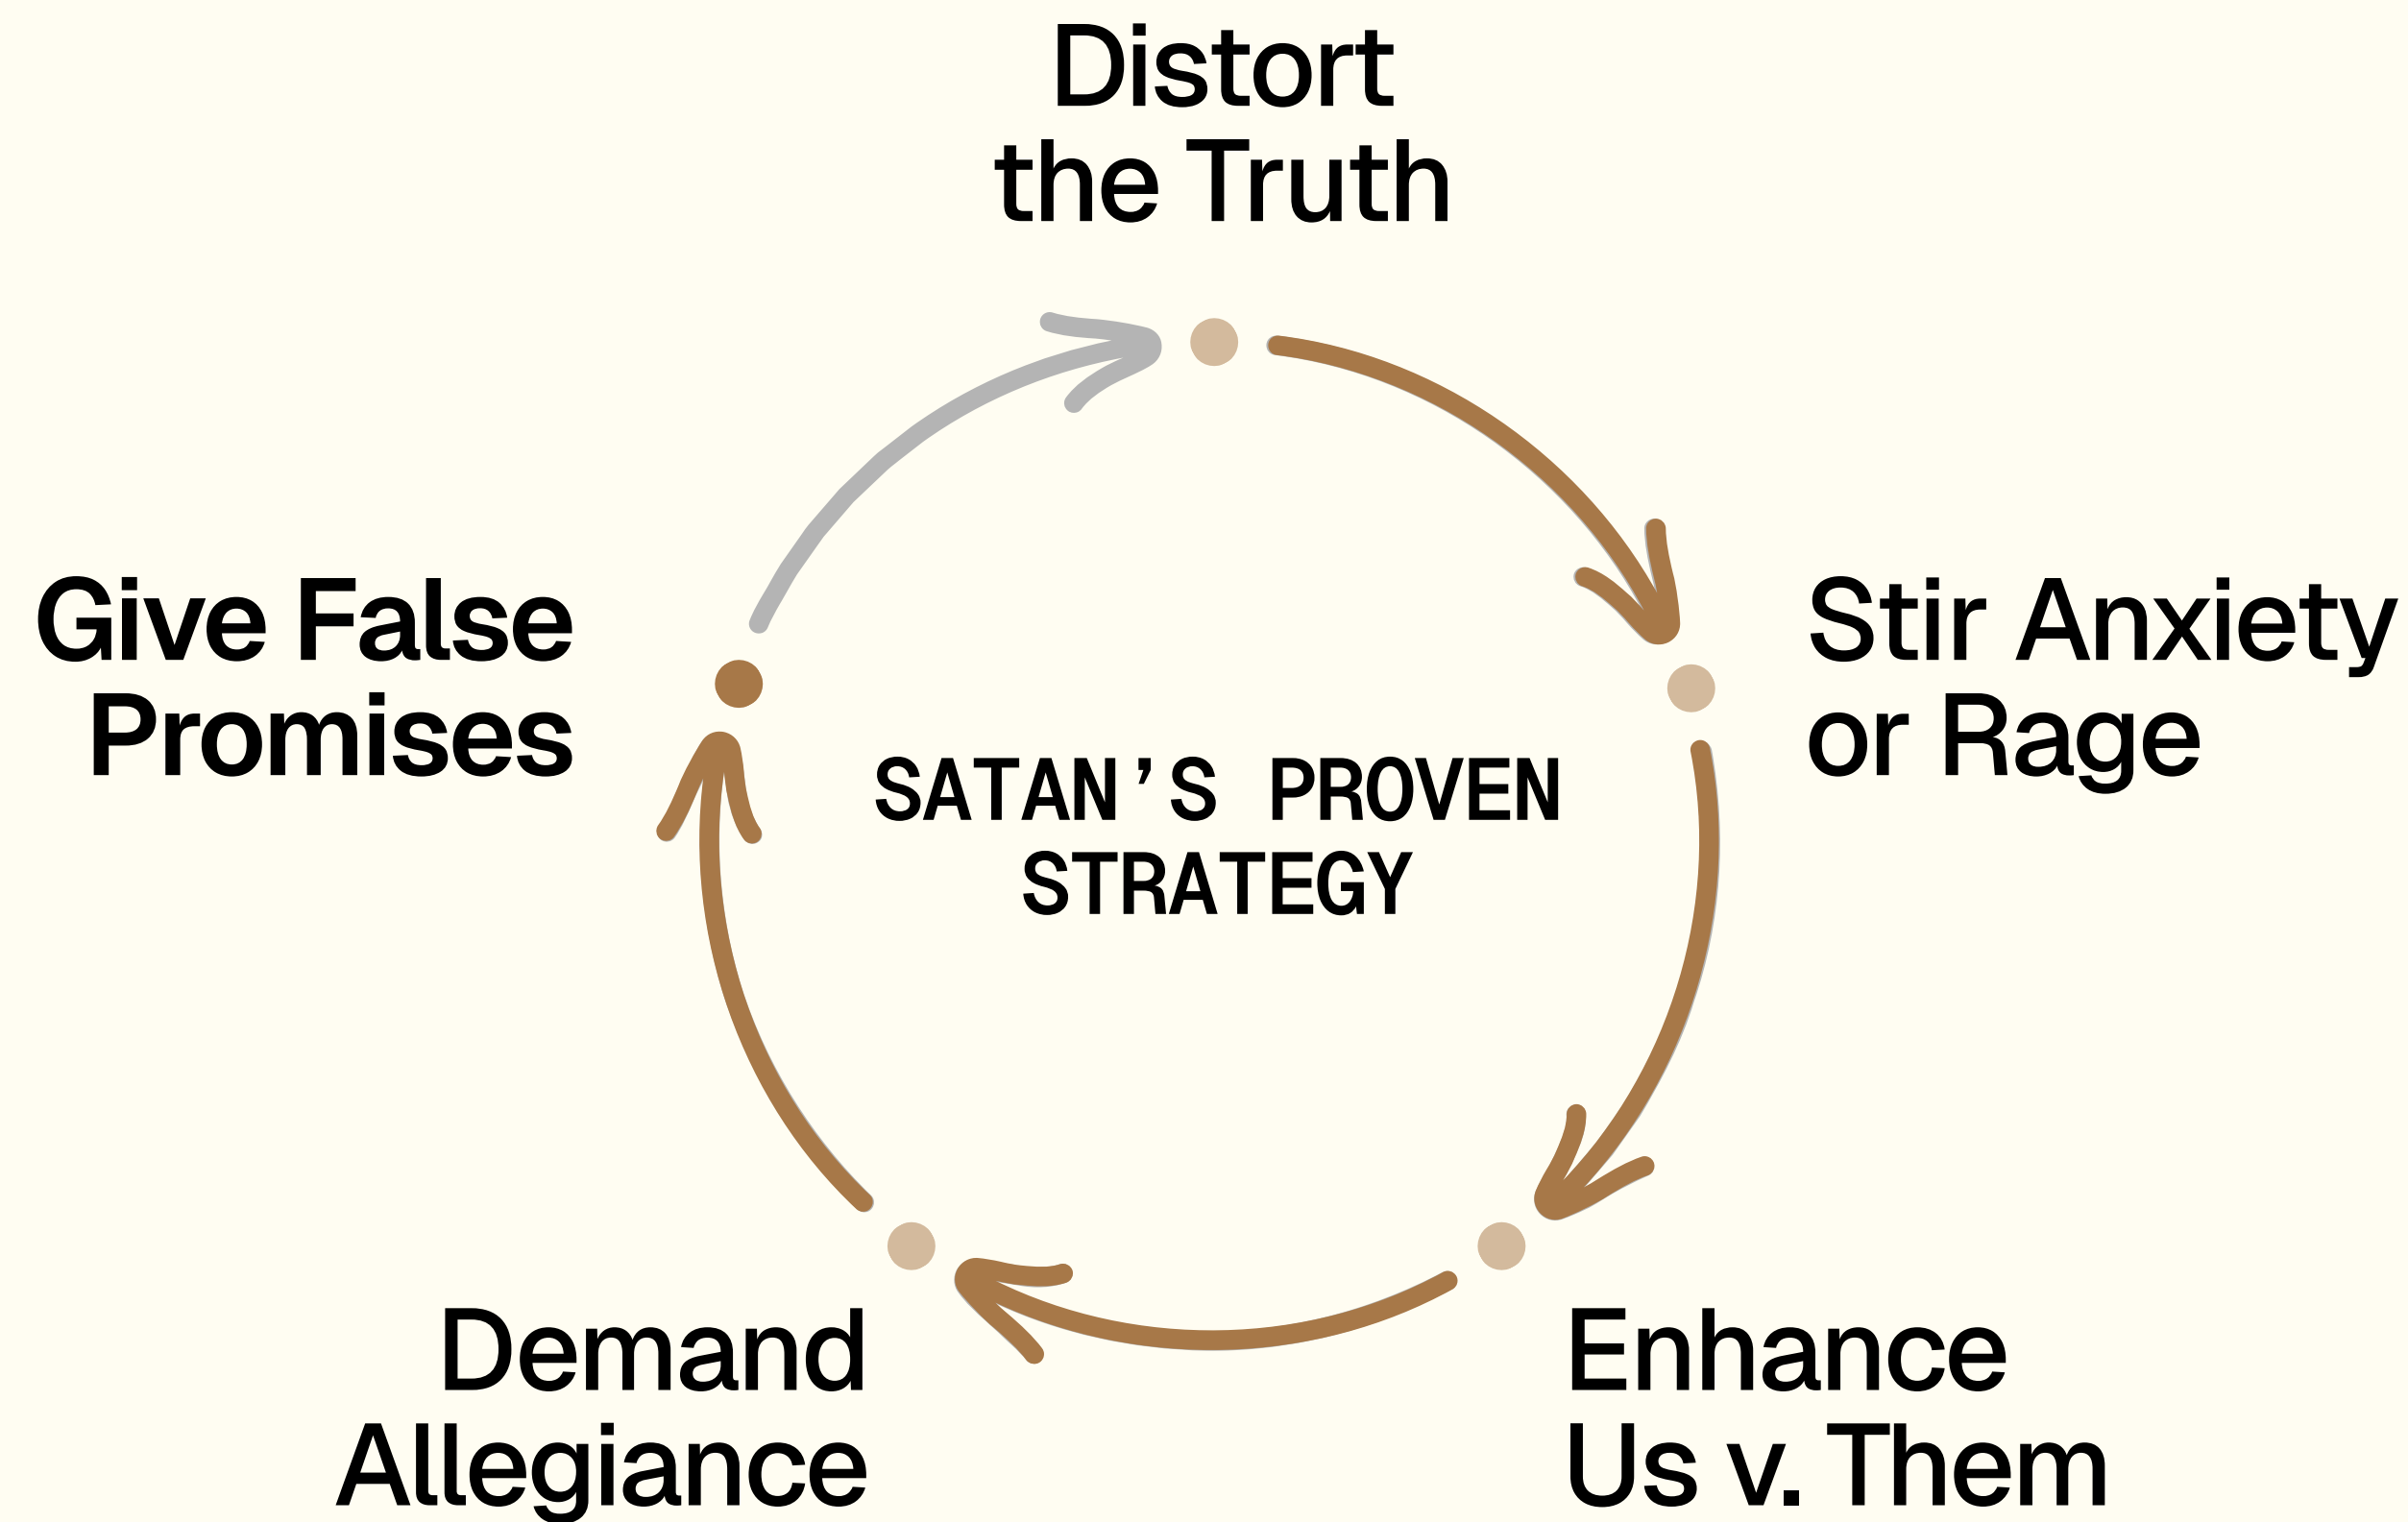 Distort
the Truth
Stir Anxiety
or Rage
Enhance
Us v. Them
Demand
Allegiance
Give False
Promises
SATAN'S PROVEN
STRATEGY